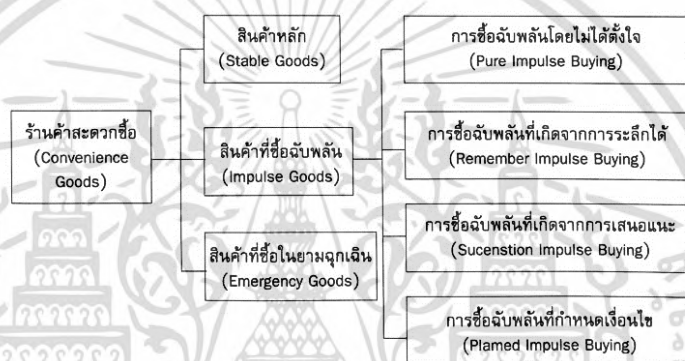 ร้านค้าสะดวกซื้อ
(Convenience
Goods)
สินค้าหลัก
(Stable Goods)
สินค้าที่ซื้อฉับพลัน
(Impulse Goods)
สินค้าที่ซื้อในยามฉุกเฉิน
(Emergency Goods)
การซื้อฉับพลันโดยไม่ได้ตั้งใจ
(Pure Impulse Buying)
การซื้อฉับพลันที่เกิดจากการระลึกได้
(Remember Impulse Buying)
การซื้อฉับพลันที่เกิดจากการเสนอแนะ
(Sucenstion Impulse Buying)
การซื้อฉับพลันที่กำหนดเงื่อนไข
(Plamed Impulse Buying)